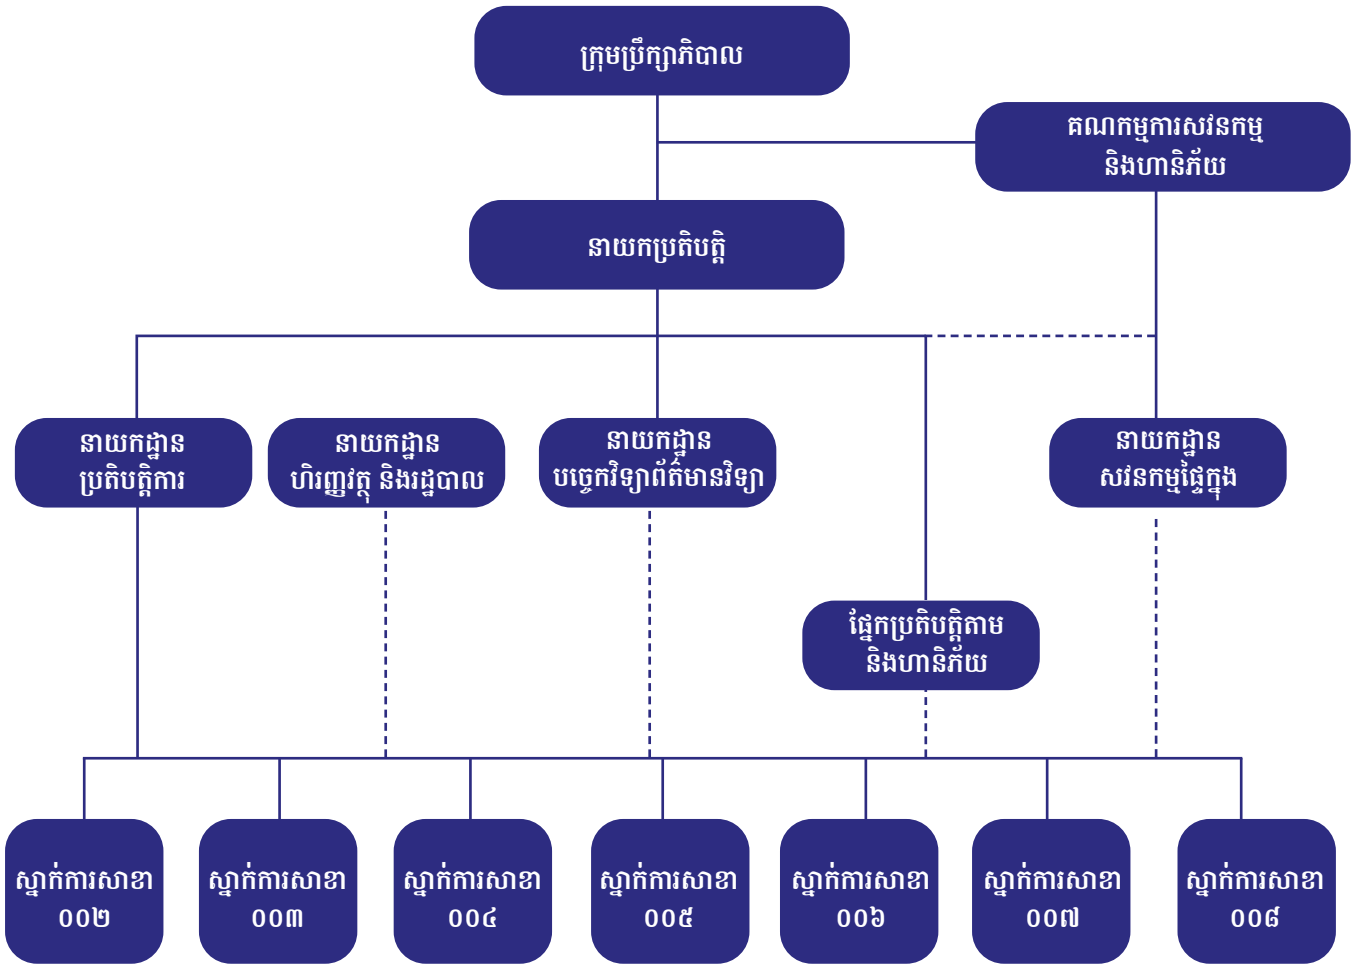 ក្រុមប្រឹក្សាភិបាល
គណកម្មការសវនកម្ម
និងហានិភ័យ
នាយកប្រតិបត្តិ
នាយកដ្ឋាន
ប្រតិបត្តិការ
នាយកដ្ឋាន
ហិរញ្ញវត្ថុ និងរដ្ឋបាល
នាយកដ្ឋាន
បច្ចេកវិទ្យាព័ត៌មានវិទ្យា
នាយកដ្ឋាន
សវនកម្មផ្ទៃក្នុង
ផ្នែកប្រតិបត្តិតាម
និងហានិភ័យ
ស្នាក់ការសាខា
០០២
ស្នាក់ការសាខា
០០៣
ស្នាក់ការសាខា
០០៤
ស្នាក់ការសាខា
០០៥
ស្នាក់ការសាខា
០០៦
ស្នាក់ការសាខា
០០៧
ស្នាក់ការសាខា
០០៨